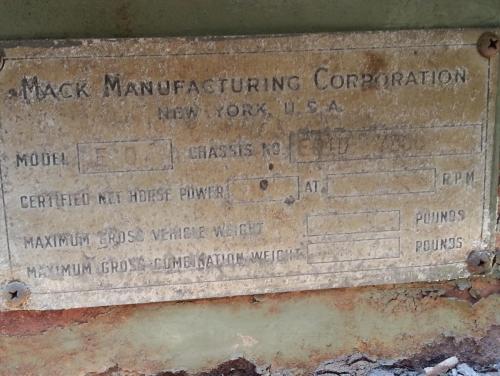 MACK MANUFACTURING CORPORATION
NEW YORK, U.S.A.
MODEL CHASSIS NO
CERTIFIED NET HORSE POWER AT R.P.M
MAXIMUM GROSS VEHICLE WEIGHT POUNDS
MAXIMUM GROSS COMBINATION WEIGHT POUNDS